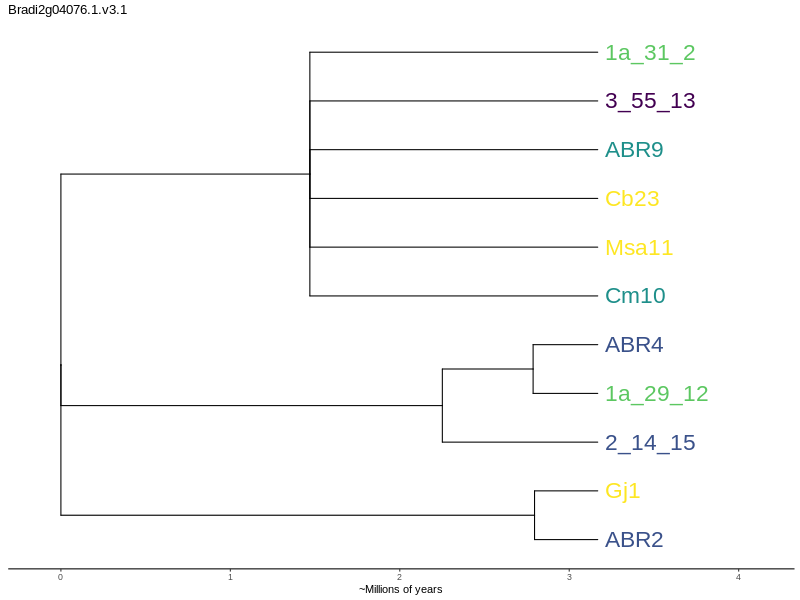 Bradi2g04076.1.v3.1
1a_31_2
3_55_13
ABR9
Cb23
Msa11
Cm10
ABR4
1a_29_12
2_14_15
Gj1
ABR2
0 1 2 3 4
~Millions of years